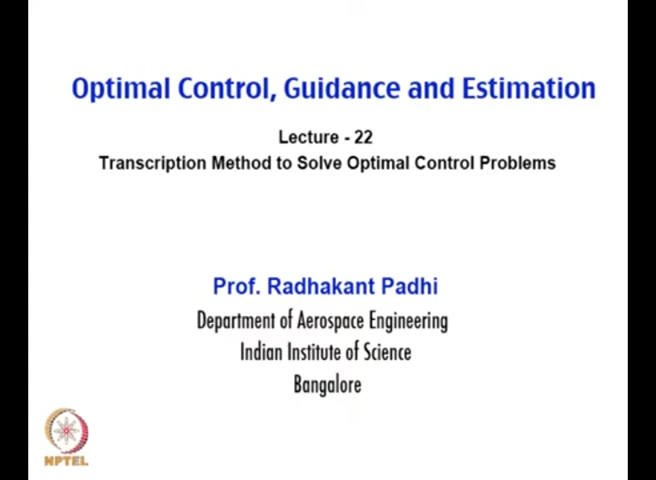 Optimal Control, Guidance and Estimation
Lecture - 22
Transcription Method to Solve Optimal Control Problems
Prof. Radhakant Padhi
Department of Aerospace Engineering
Indian Institute of Science
Bangalore
NPTEL